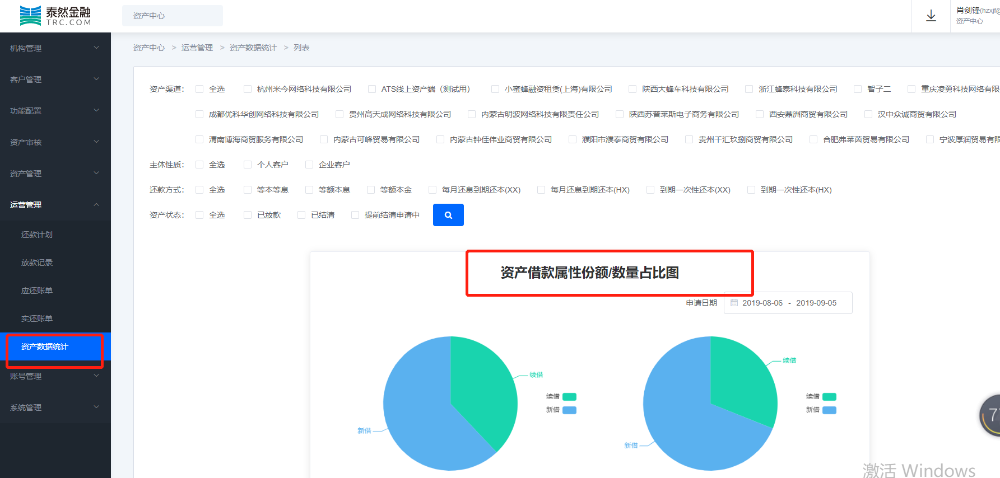 泰然金融
TRC.COM
资产中心
肖剑锋(hzxjf@
资产中心
机构管理
客户管理
功能配置
资产审核
资产管理
运营管理
还款计划
放款记录
应还账单
实还账单
资产数据统计
账号管理
系统管理
资产中心 > 运营管理 > 资产数据统计 > 列表
资产渠道： 全选 杭州米今网络科技有限公司 ATS线上资产端（测试用） 小蜜蜂融资租赁(上海)有限公司 陕西大蜂车科技有限公司 浙江蜂泰科技有限公司 智子二 重庆凌勇科技网络有限
成都优科华创网络科技有限公司 贵州高天成网络科技有限公司 内蒙古明波网络科技有限责任公司 陕西苏普莱斯电子商务有限公司 西安鼎洲商贸有限公司 汉中众诚商贸有限公司
渭南博海商贸服务有限公司 内蒙古可峰贸易有限公司 内蒙古钟佳伟业商贸有限公司 濮阳市濮泰商贸有限公司 贵州千汇玖捌商贸有限公司 合肥弗莱茵贸易有限公司 宁波厚润贸易有限
主体性质： 全选 个人客户 企业客户
还款方式： 全选 等本等息 等额本息 等额本金 每月还息到期还本(XX) 每月还息到期还本(HX) 到期一次性还本(XX) 到期一次性还本(HX)
资产状态： 全选 已放款 已结清 提前结清申请中
资产借款属性份额/数量占比图
申请日期 2019-08-06 - 2019-09-05
续借
新借
续借
新借
续借
新借
续借
新借
激活 Windows